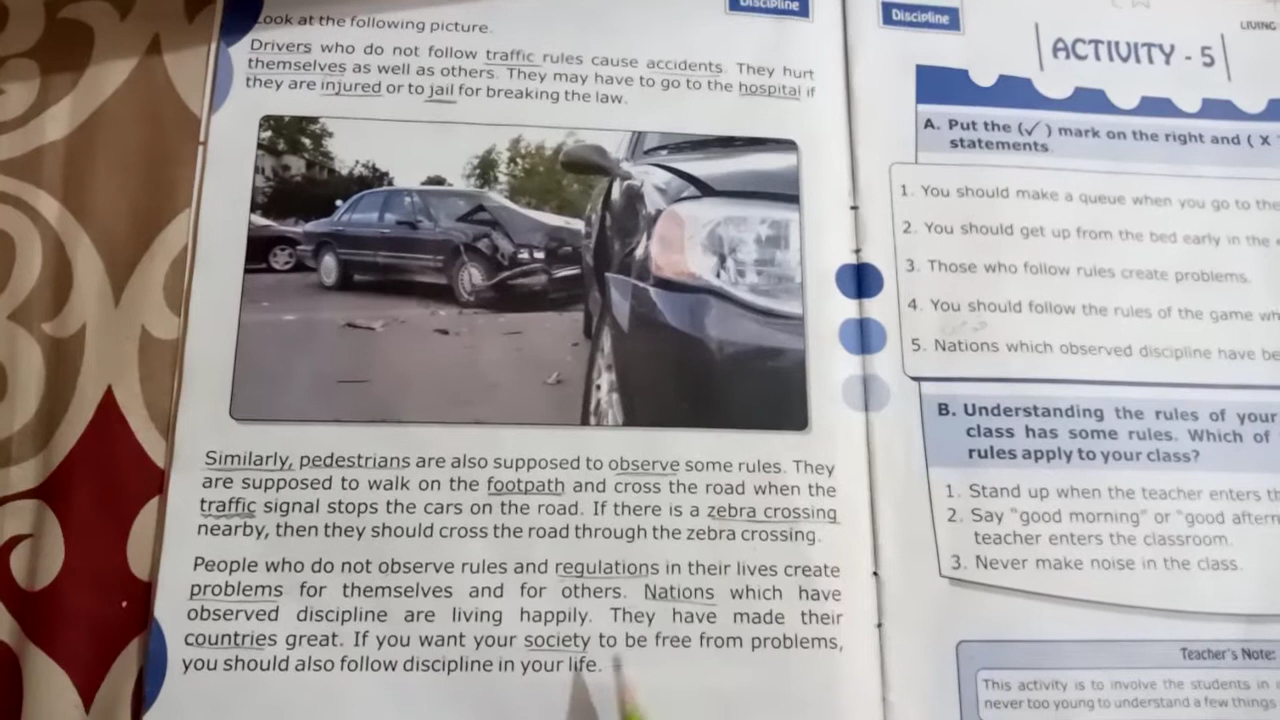 Discipline
Look at the following picture.
Drivers who do not follow traffic rules cause accidents. They hurt
themselves as well as others. They may have to go to the hospital if
they are injured or to jail for breaking the law.
Similarly, pedestrians are also supposed to observe some rules. They
are supposed to walk on the footpath and cross the road when the
traffic signal stops the cars on the road. If there is a zebra crossing
nearby, then they should cross the road through the zebra crossing.
People who do not observe rules and regulations in their lives create
problems for themselves and for others. Nations which have
observed discipline are living happily. They have made their
countries great. If you want your society to be free from problems,
you should also follow discipline in your life.
Discipline
LIVING
ACTIVITY - 5
A. Put the (✓) mark on the right and ( X
statements
1. You should make a queue when you go to the
2. You should get up from the bed early in the
3. Those who follow rules create problems.
4. You should follow the rules of the game
5. Nations which observed discipline have
B. Understanding the rules of your
class has some rules. Which of
rules apply to your class?
1. Stand up when the teacher enters
2. Say "good morning" or "good
teacher enters the classroom.
3. Never make noise in the class.
Teacher's Note:
This activity is to involve the students in
never too young to understand a few things